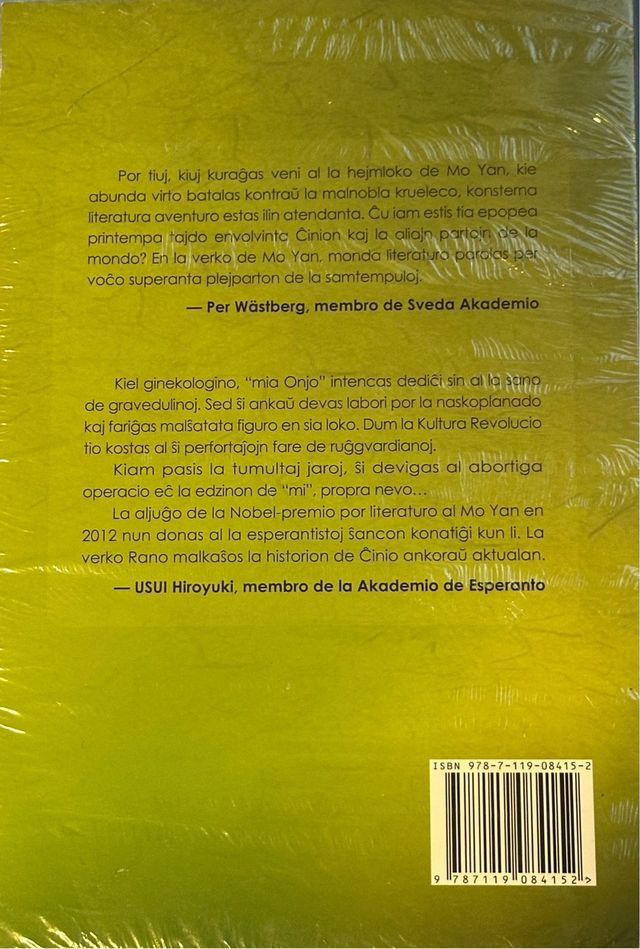 Por tiuj, kiuj kuraĝas veni al la hejmloko de Mo Yan, kie
abunda virto batalas kontraŭ la malnobla krueleco, konsterna
literatura aventuro estas ilin atendanta. Ĉu iam estis tia epopea
printempa tajdo envolvinta Ĉinion kaj la aliajn partojn de la
mondo? En la verko de Mo Yan, monda literaturo parolas per
voĉo superanta plejparton de la samtempuloj.
— Per Wästberg, membro de Sveda Akademio
Kiel ginekologino, “mia Onjo” intencas dediĉi sin al la sano
de gravedulinoj. Sed ŝi ankaŭ devas labori por la naskoplanado
kaj fariĝas malŝatata figuro en sia loko. Dum la Kultura Revolucio
tio kostas al ŝi perfortaĵojn fare de ruĝgvardianoj.
Kiam pasis la tumultaj jaroj, ŝi devigas al abortiga
operacio eĉ la edzinon de “mi”, propra nevo…
La aljuĝo de la Nobel-premio por literaturo al Mo Yan en
2012 nun donas al la esperantistoj ŝancon konatiĝi kun li. La
verko Rano malkaŝos la historion de Ĉinio ankoraŭ aktualan.
— USUI Hiroyuki, membro de la Akademio de Esperanto
ISBN 978-7-119-08415-2
9 787119 084152 >